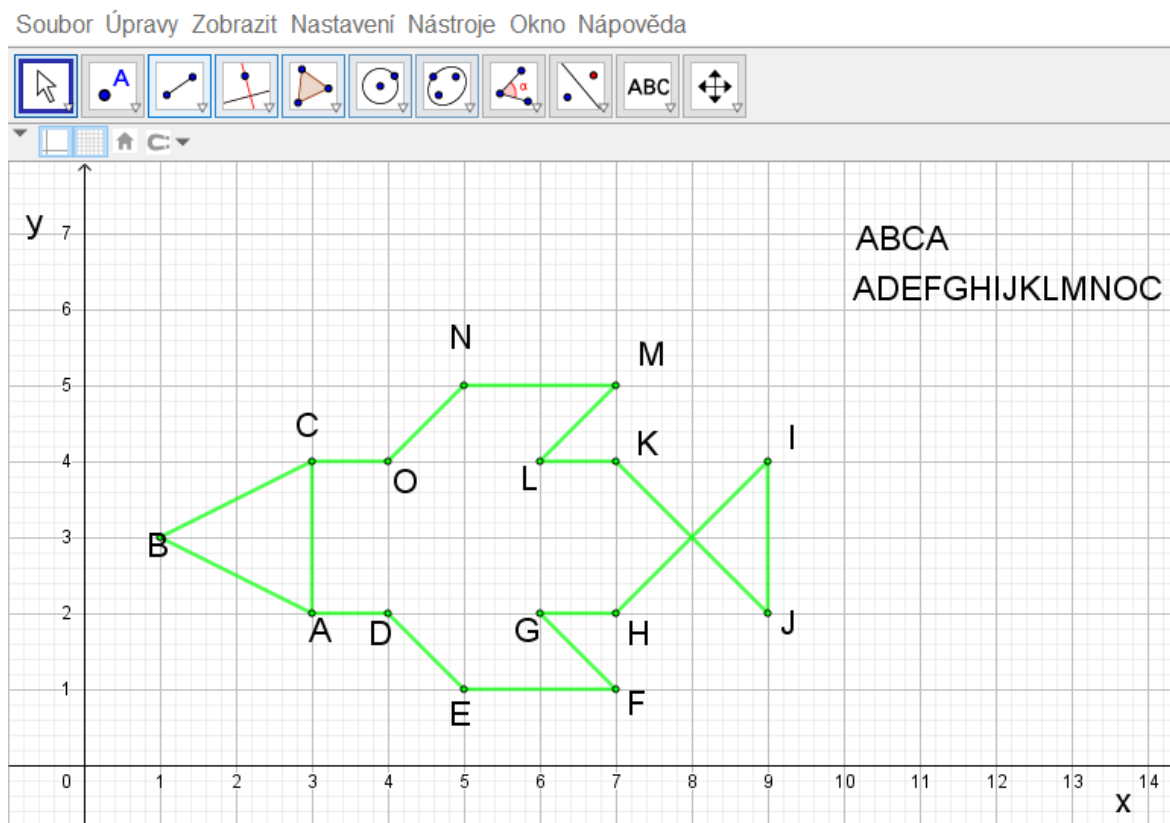 Soubor Úpravy Zobrazit Nastavení Nástroje Okno Nápověda
A α ABC
y
7
ABCA
6
ADEFGHIJKLMNOC
N
M
5
C
K
I
4
O
L
3
B
2
A
D
G
H
J
1
E
F
0 1 2 3 4 5 6 7 8 9 10 11 12 13 14
x